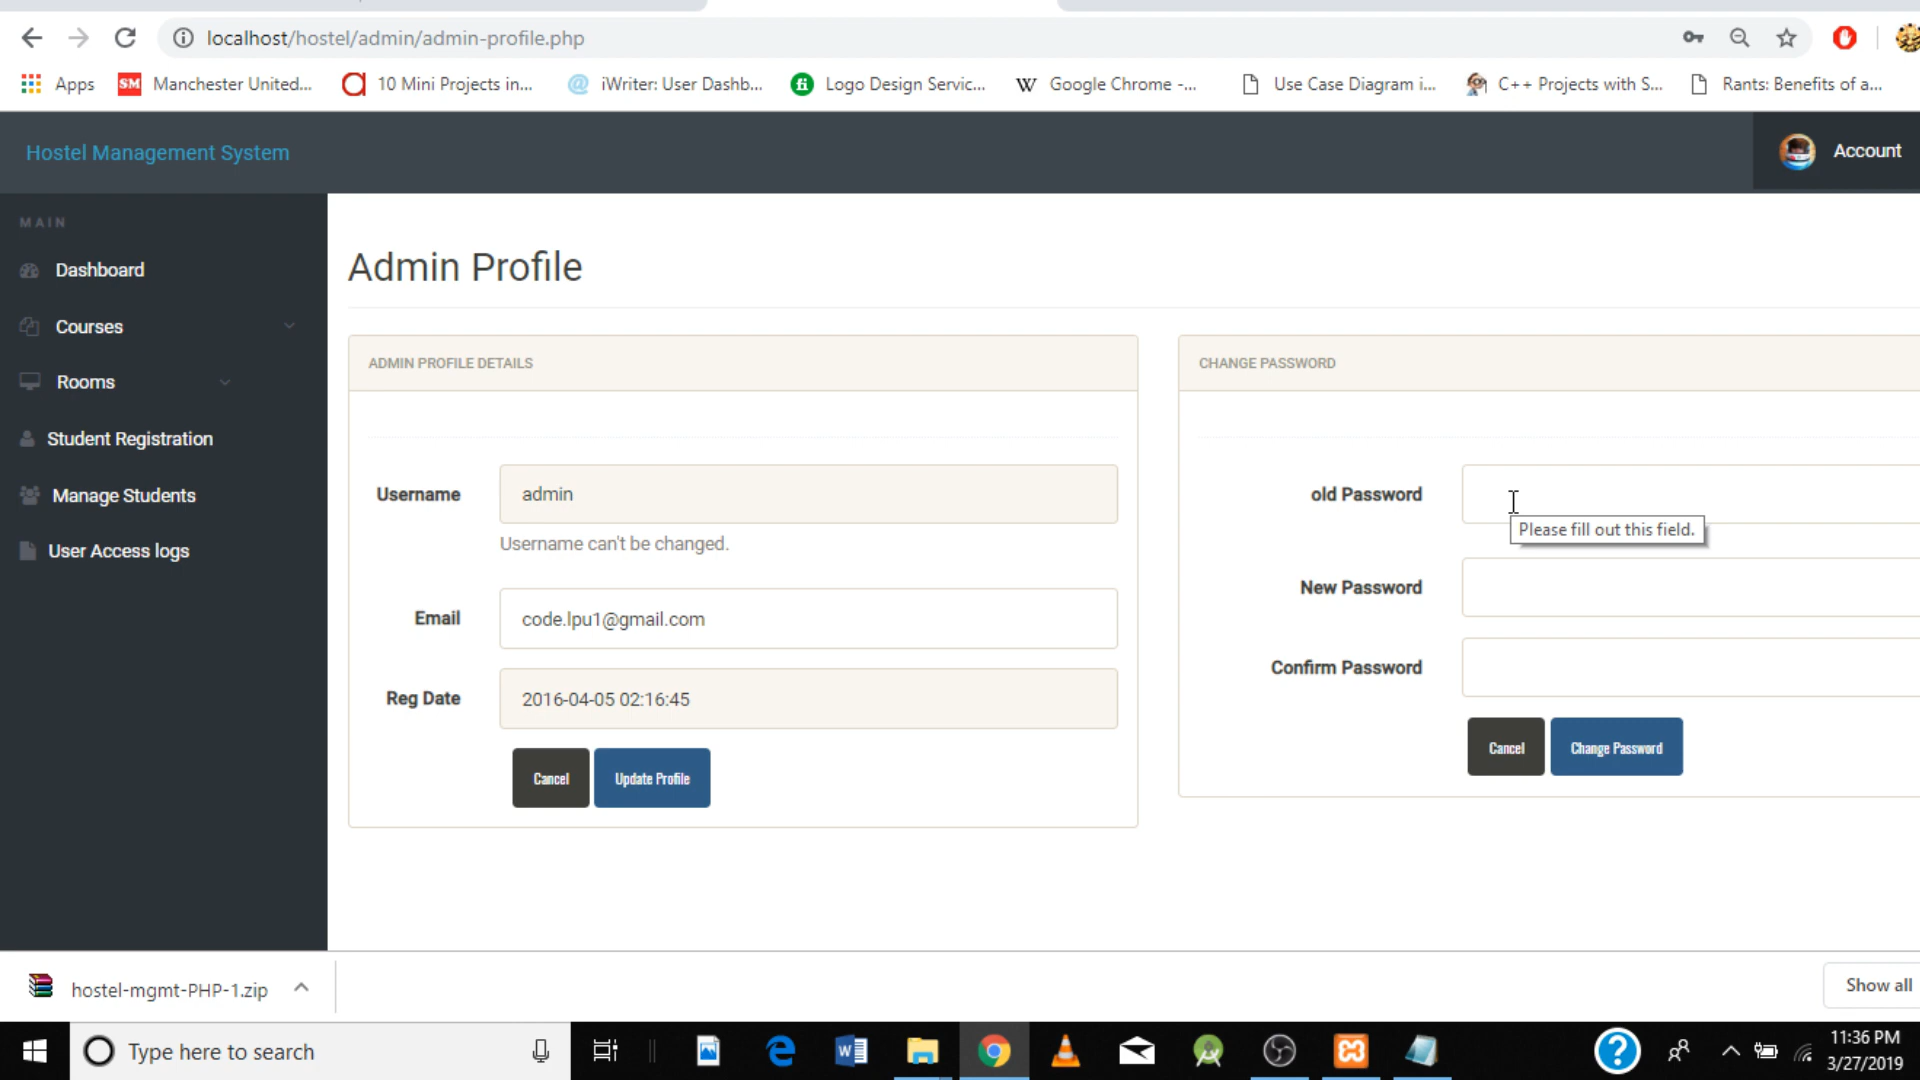 localhost/hostel/admin/admin-profile.php
Apps SM Manchester United... 10 Mini Projects in... @ iWriter: User Dashb... fi Logo Design Servic... W Google Chrome -... Use Case Diagram i... C++ Projects with S... Rants: Benefits of a...
Hostel Management System
Account
MAIN
Dashboard
Courses
Rooms
Student Registration
Manage Students
User Access logs
Admin Profile
ADMIN PROFILE DETAILS
Username admin
Username can't be changed.
Email code.lpu1@gmail.com
Reg Date 2016-04-05 02:16:45
Cancel Update Profile
CHANGE PASSWORD
old Password
Please fill out this field.
New Password
Confirm Password
Cancel Change Password
hostel-mgmt-PHP-1.zip
Show all
Type here to search
11:36 PM
3/27/2019